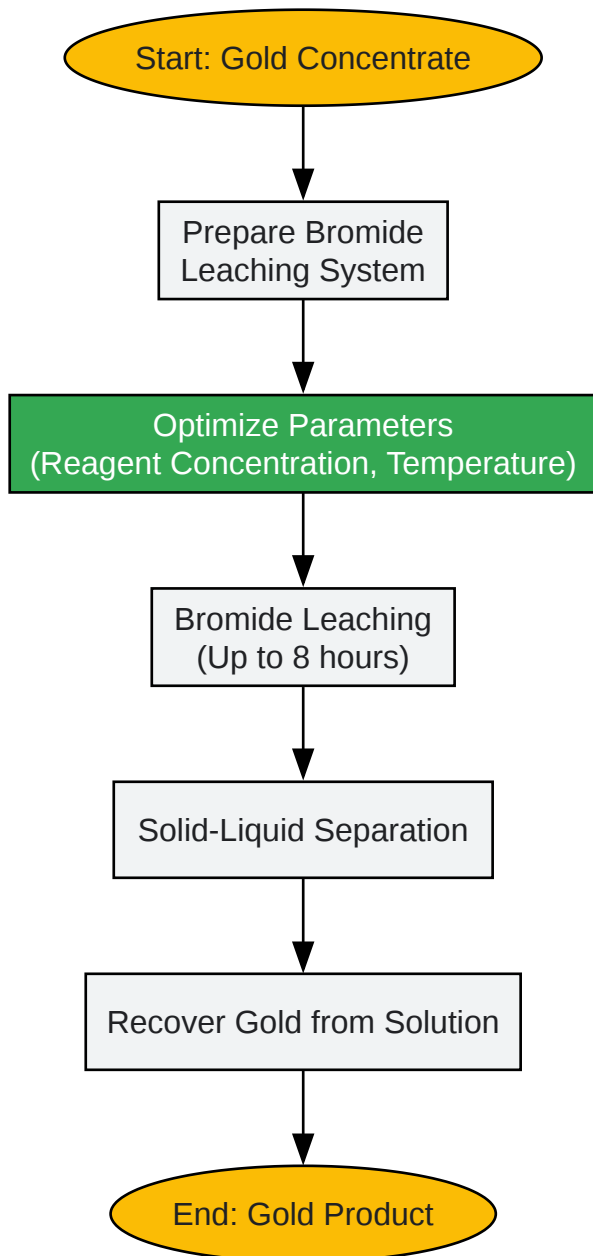 Start: Gold Concentrate
Prepare Bromide
Leaching System
Optimize Parameters
(Reagent Concentration, Temperature)
Bromide Leaching
(Up to 8 hours)
Solid-Liquid Separation
Recover Gold from Solution
End: Gold Product